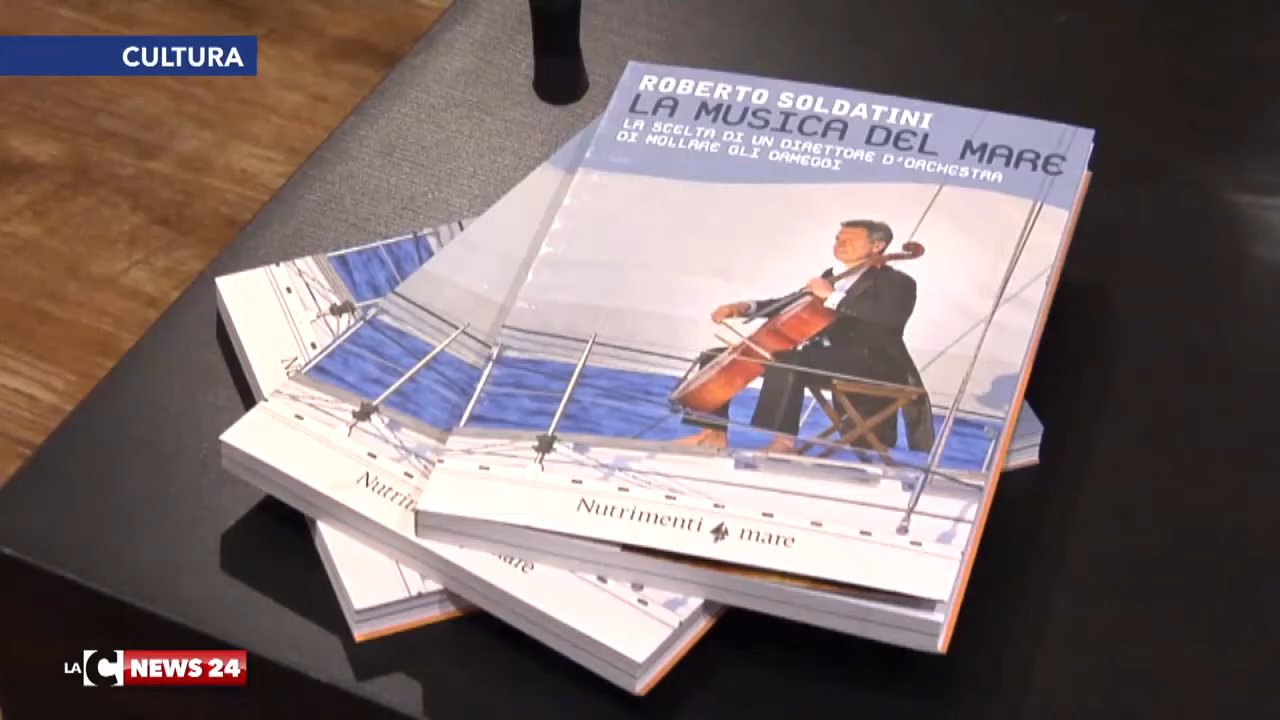 CULTURA
ROBERTO SOLDATINI
LA MUSICA DEL MARE
LA SCELTA DI UN DIRETTORE D'ORCHESTRA
DI MOLLARE GLI ORMEGGI
Nutrimenti mare
Nutrim
mare
LA C NEWS 24